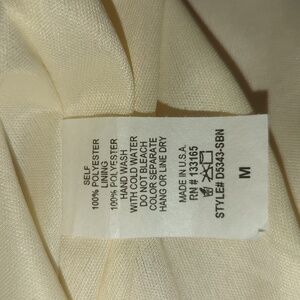 SELF
100% POLYESTER
LINING
100% POLYESTER
HAND WASH
WITH COLD WATER
DO NOT BLEACH
COLOR SEPARATE
HANG OR LINE DRY
MADE IN U.S.A.
RN # 133165
STYLE# D5343-SBN
M